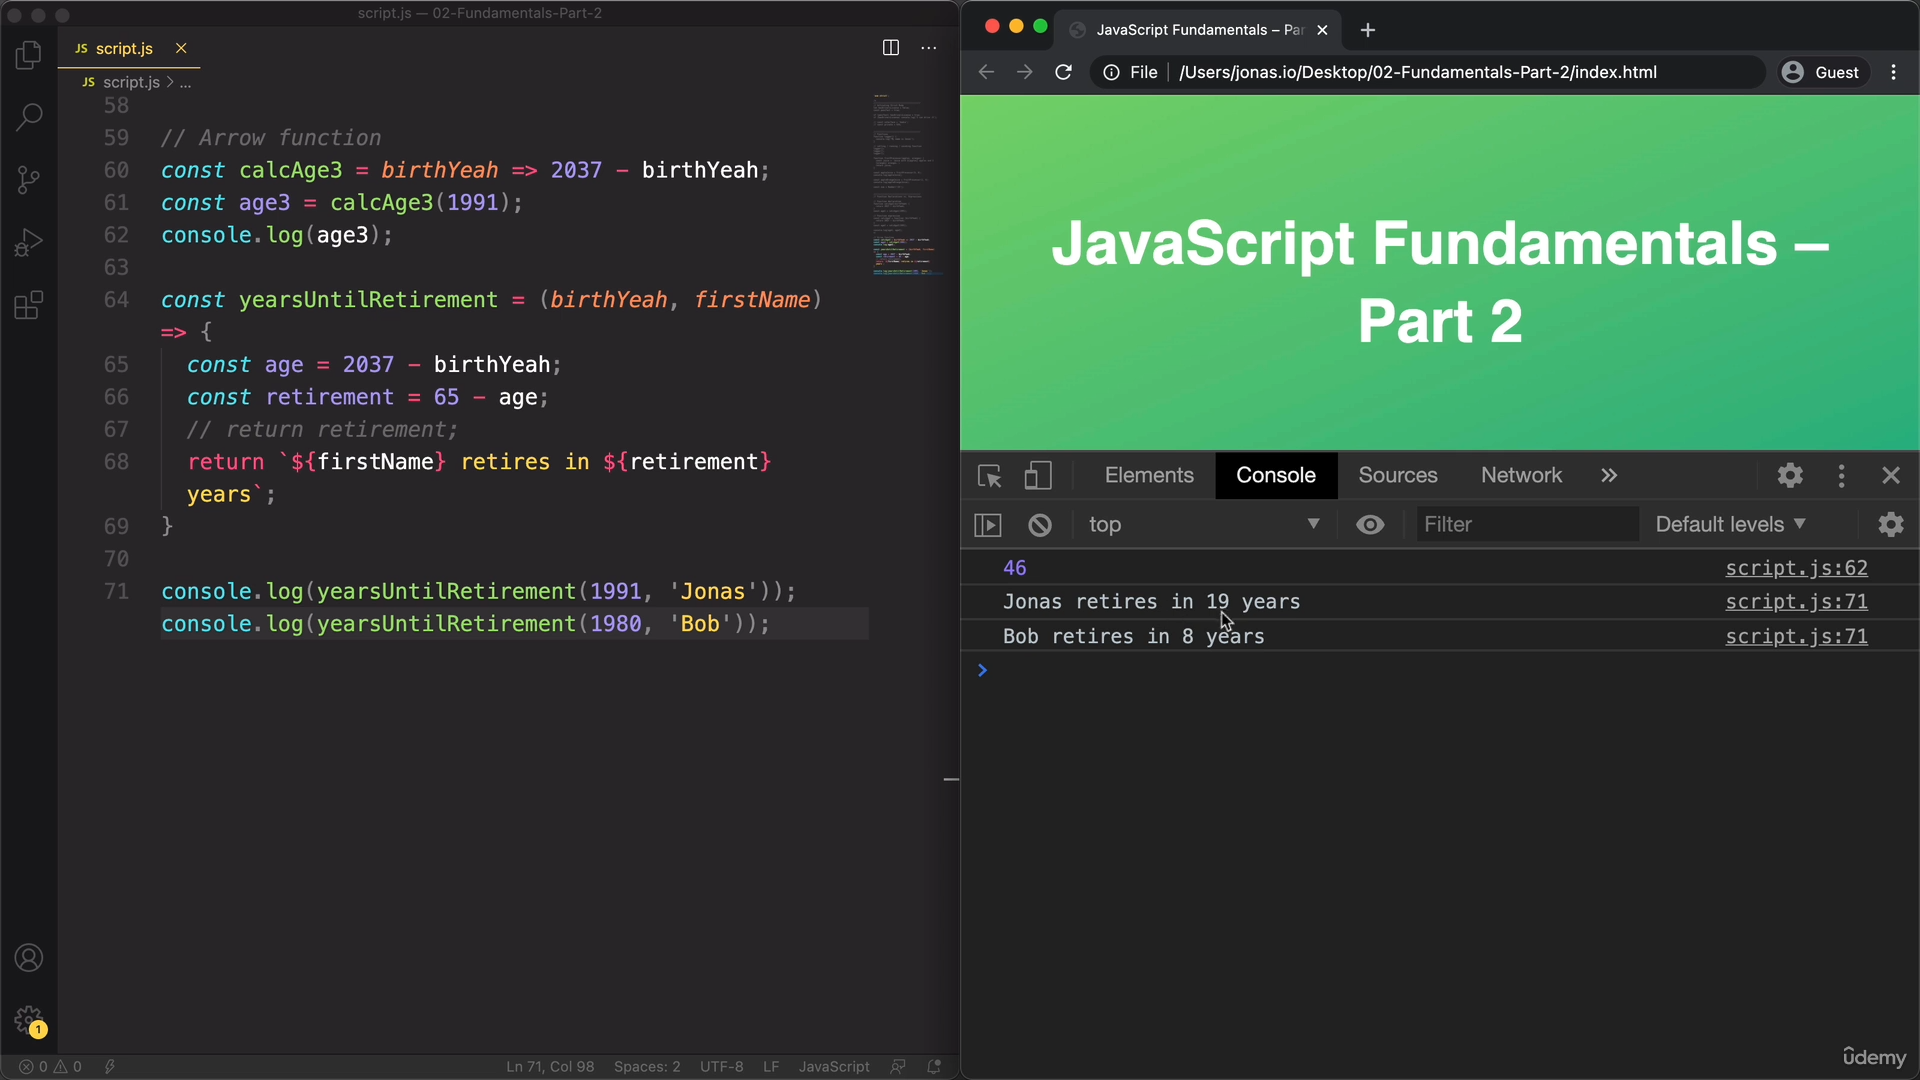 script.js — 02-Fundamentals-Part-2
JS script.js
JS script.js > ...
58
59 // Arrow function
60 const calcAge3 = birthYeah => 2037 - birthYeah;
61 const age3 = calcAge3(1991);
62 console.log(age3);
63
64 const yearsUntilRetirement = (birthYeah, firstName)
=> {
65 const age = 2037 - birthYeah;
66 const retirement = 65 - age;
67 // return retirement;
68 return `${firstName} retires in ${retirement}
years`;
69 }
70
71 console.log(yearsUntilRetirement(1991, 'Jonas'));
console.log(yearsUntilRetirement(1980, 'Bob'));
1
0 0
Ln 71, Col 98 Spaces: 2 UTF-8 LF JavaScript
JavaScript Fundamentals – Par
File /Users/jonas.io/Desktop/02-Fundamentals-Part-2/index.html Guest
JavaScript Fundamentals –
Part 2
Elements Console Sources Network
top Filter Default levels
46 script.js:62
Jonas retires in 19 years script.js:71
Bob retires in 8 years script.js:71
ûdemy